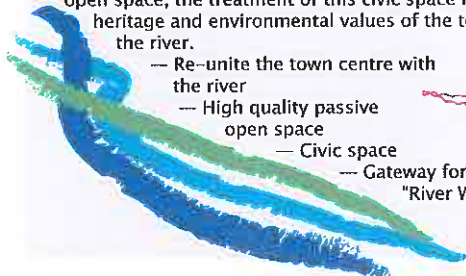 open space, the treatment of this civic space
heritage and environmental values of the
the river.
— Re-unite the town centre with
the river
— High quality passive
open space
— Civic space
— Gateway for
"River